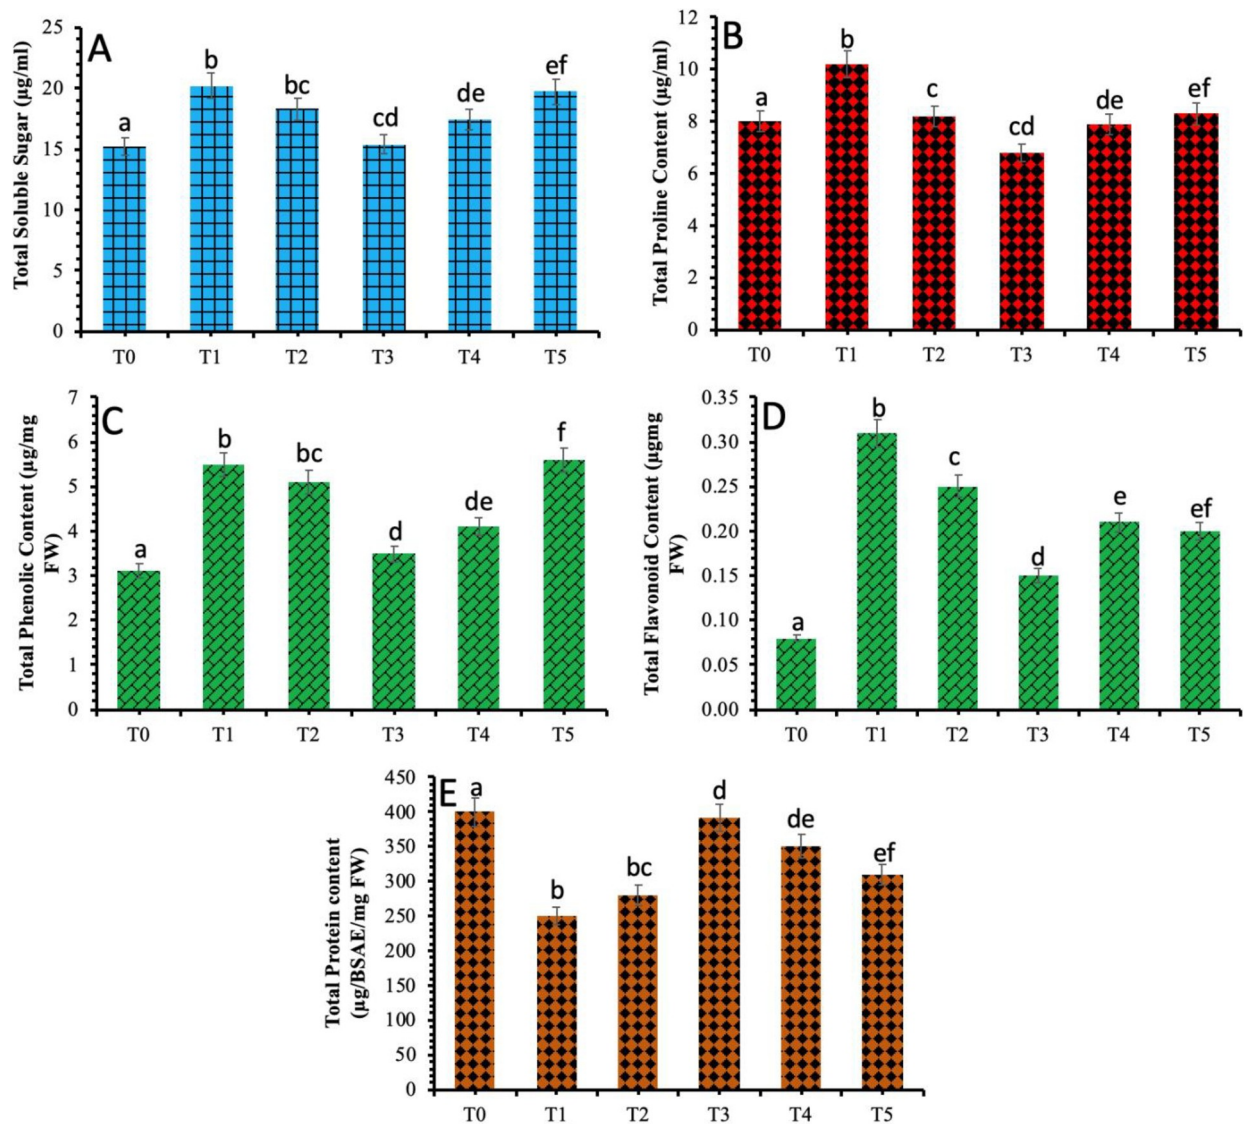 A
Total Soluble Sugar (µg/ml)
25
20
15
10
5
0
a
b
bc
cd
de
ef
T0 T1 T2 T3 T4 T5
B
Total Proline Content (µg/ml)
12
10
8
6
4
2
0
a
b
c
cd
de
ef
T0 T1 T2 T3 T4 T5
C
Total Phenolic Content (µg/mg
FW)
7
6
5
4
3
2
1
0
a
b
bc
d
de
f
T0 T1 T2 T3 T4 T5
D
Total Flavonoid Content (µgmg
FW)
0.35
0.30
0.25
0.20
0.15
0.10
0.05
0.00
a
b
c
d
e
ef
T0 T1 T2 T3 T4 T5
E
Total Protein content
(µg/BSAE/mg FW)
450
400
350
300
250
200
150
100
50
0
a
b
bc
d
de
ef
T0 T1 T2 T3 T4 T5